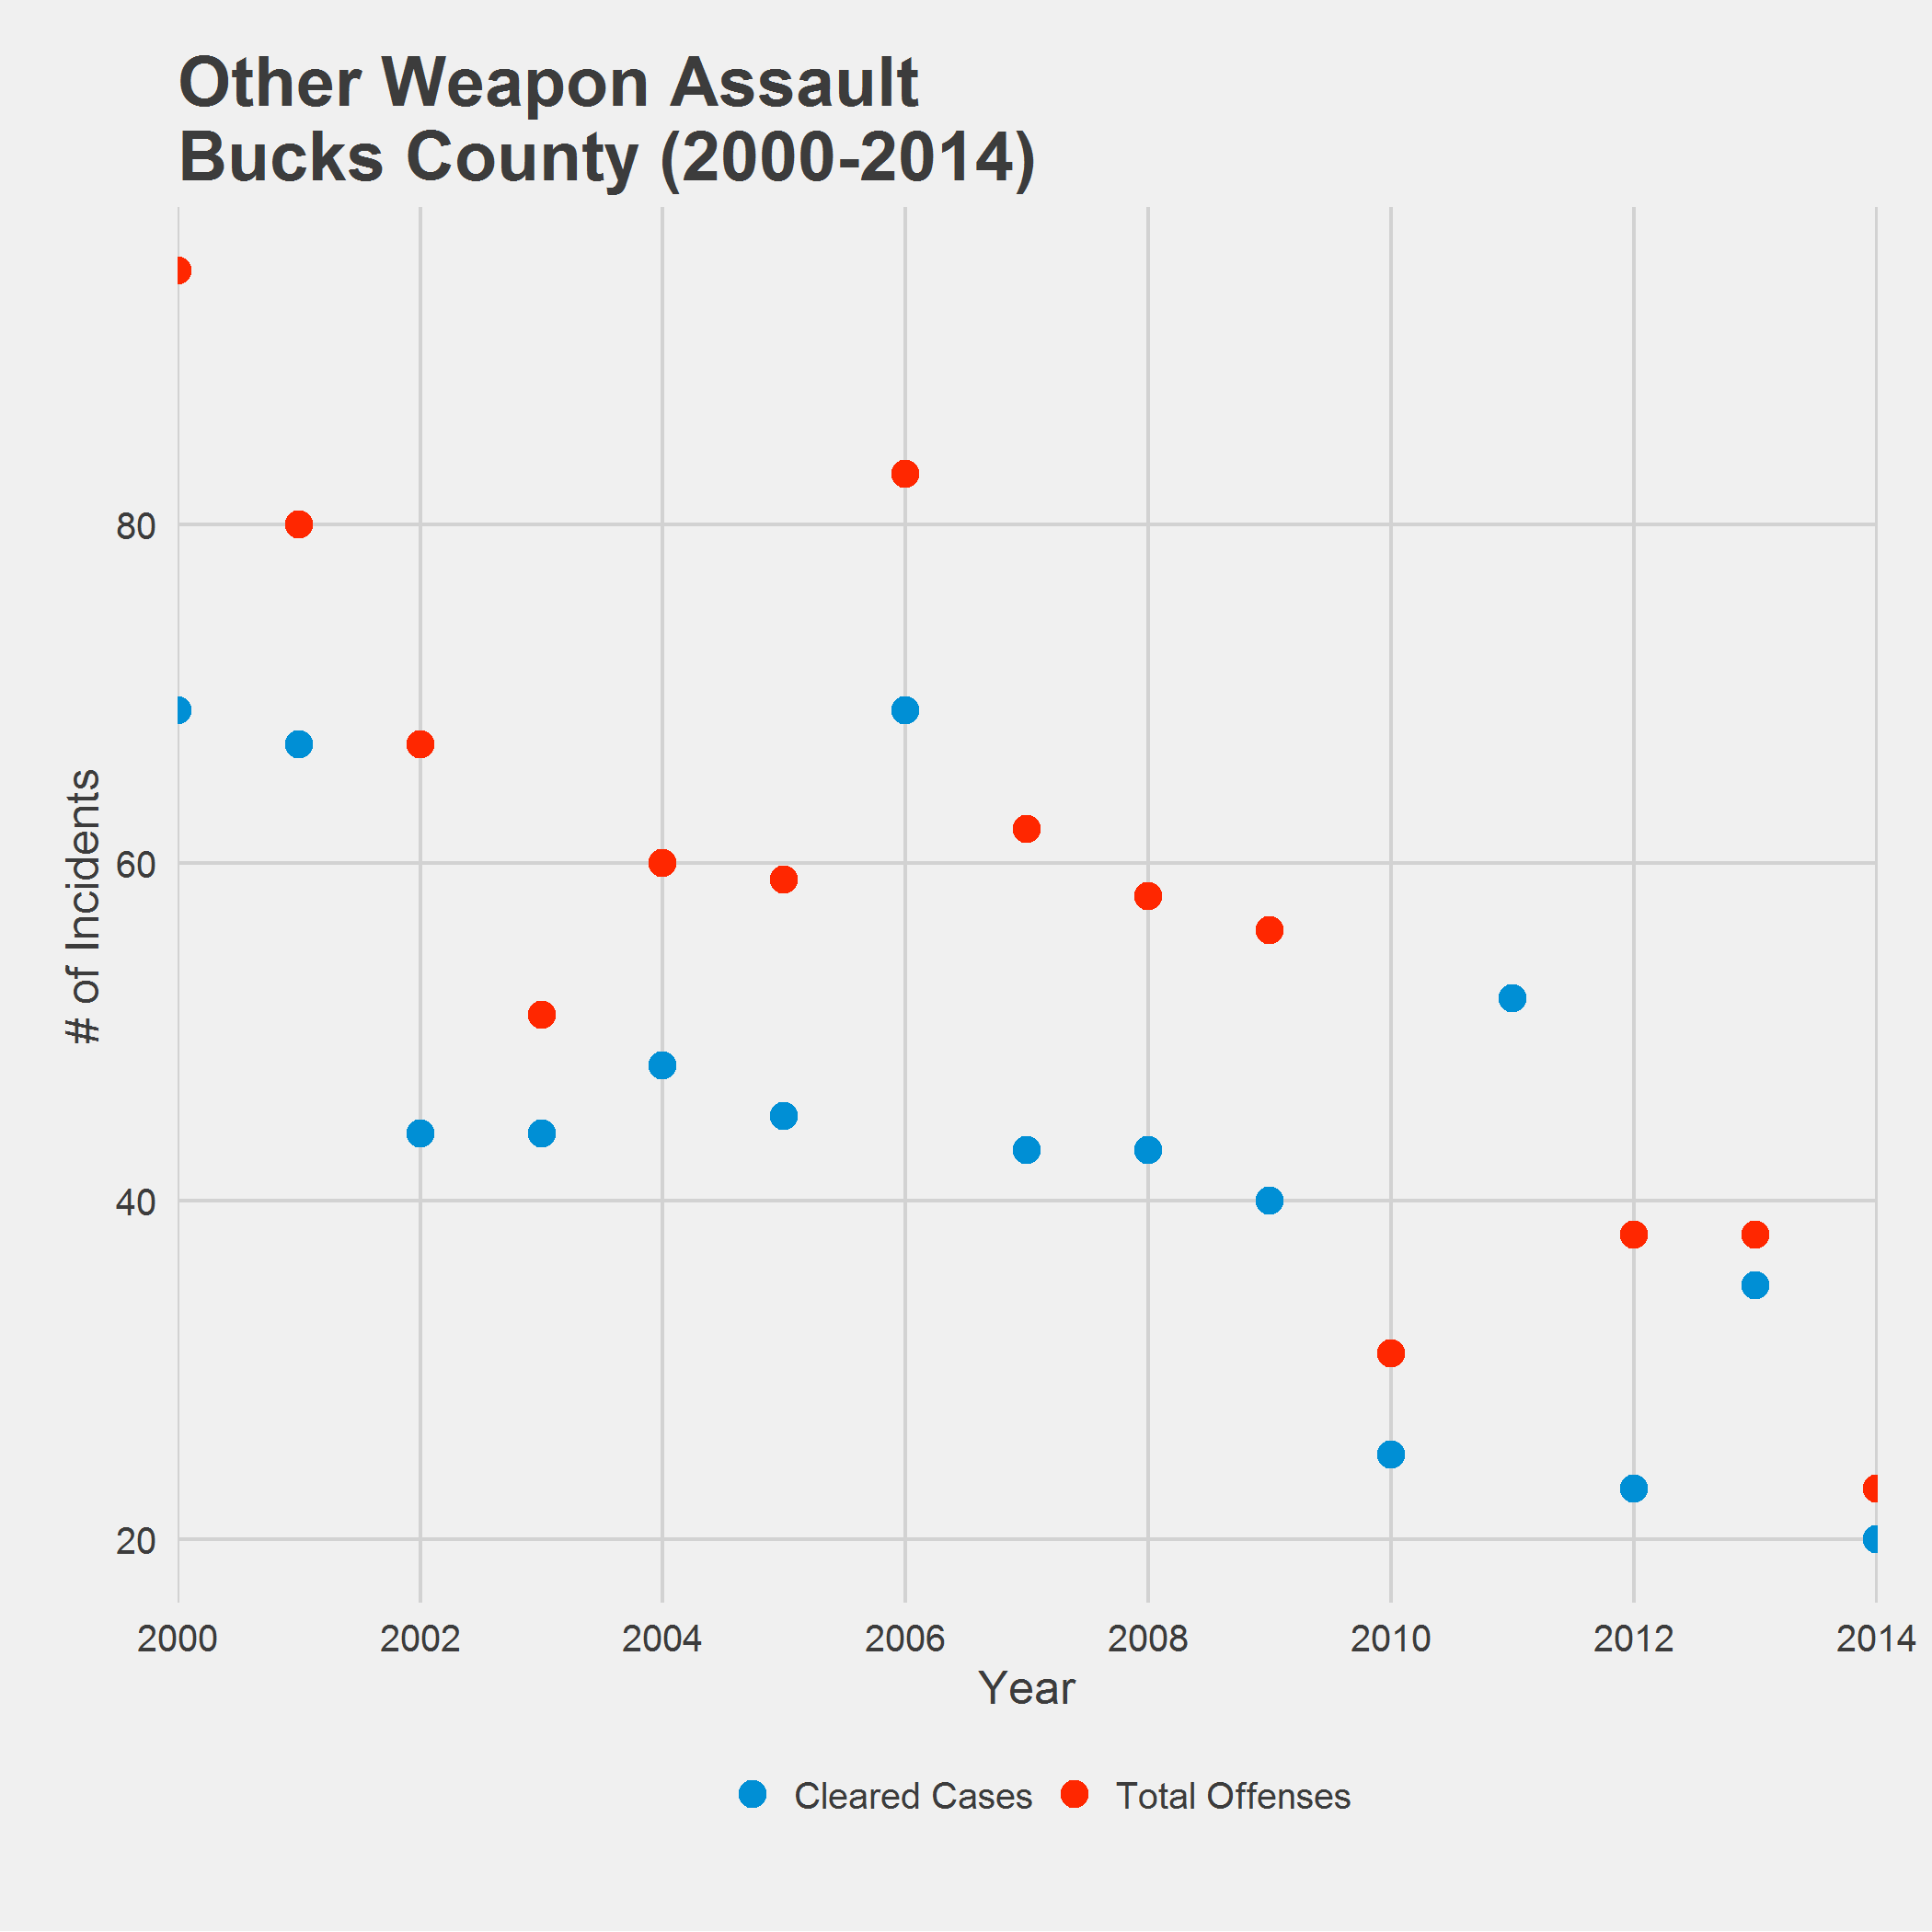 Other Weapon Assault
Bucks County (2000-2014)
# of Incidents
80
60
40
20
2000 2002 2004 2006 2008 2010 2012 2014
Year
Cleared Cases Total Offenses